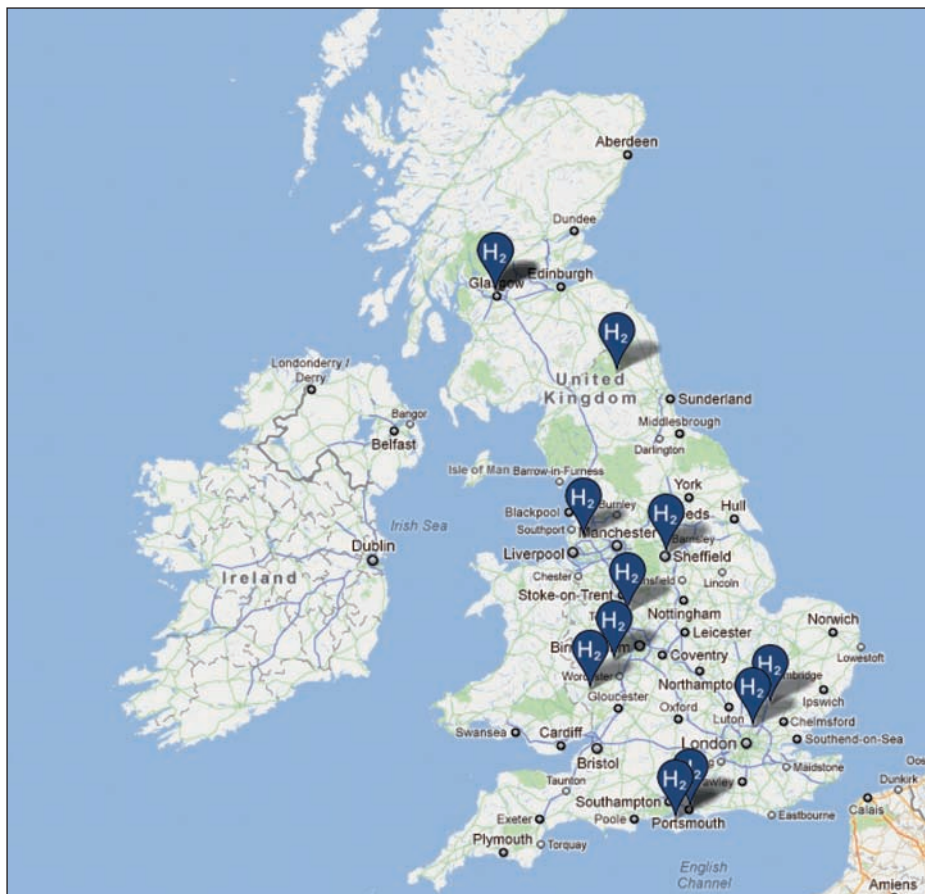 Aberdeen
Dundee
H2
Edinburgh
Glasgow
H2
United
Kingdom
Londonderry /
Derry
Sunderland
Bangor
Belfast
Middlesbrough
Darlington
Isle of Man
Barrow-in-Furness
York
H2
Burnley
H2
Blackpool
Hull
Southport
Irish Sea
Manchester
Barnsley
Dublin
Liverpool
Sheffield
Ireland
Chester
Lincoln
H2
Stoke-on-Trent
Nottingham
H2
Norwich
Leicester
H2
Coventry
Lowestoft
H2
Worcester
Northampton
H2
Ipswich
Gloucester
Oxford
Luton
Chelmsford
Swansea
Cardiff
London
Southend-on-Sea
Bristol
Maidstone
H2
Taunton
H2
Southampton
Dunkirk
Calais
Exeter
Poole
Portsmouth
Eastbourne
Plymouth
Torquay
English
Channel
Amiens